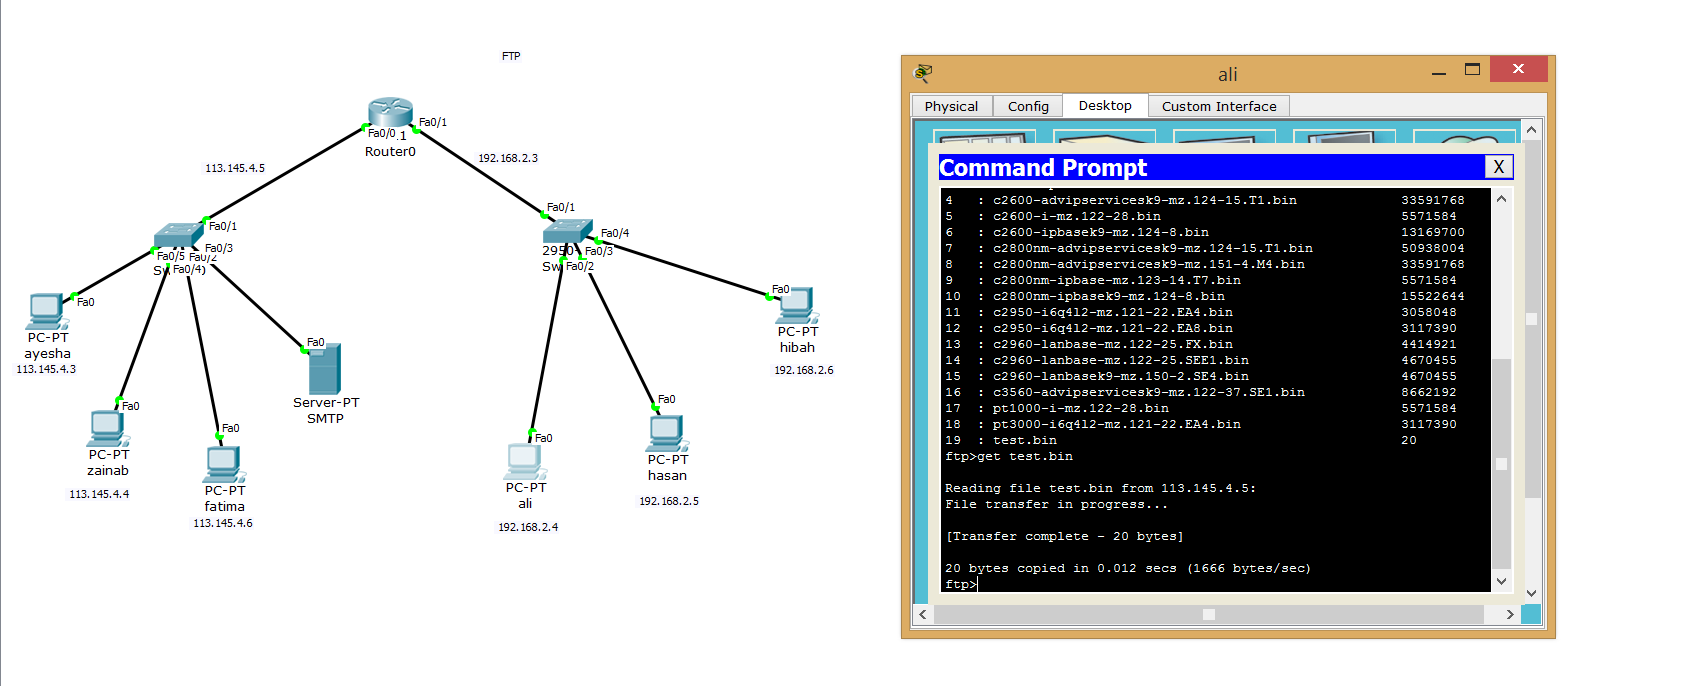 FTP
Fa0/0
1
Fa0/1
Router0
113.145.4.5
192.168.2.3
Fa0/1
Fa0/3
Fa0/5
Fa0/2
Fa0/4
Fa0
PC-PT
ayesha
113.145.4.3
Fa0
PC-PT
zainab
113.145.4.4
Fa0
PC-PT
fatima
113.145.4.6
Fa0
Server-PT
SMTP
Fa0/1
Fa0/4
2950-
Fa0/3
Sw
Fa0/2
Fa0
PC-PT
ali
192.168.2.4
Fa0
PC-PT
hasan
192.168.2.5
Fa0
PC-PT
hibah
192.168.2.6
ali
Physical Config Desktop Custom Interface
Command Prompt X
4 : c2600-advipservicesk9-mz.124-15.T1.bin 33591768
5 : c2600-i-mz.122-28.bin 5571584
6 : c2600-ipbasek9-mz.124-8.bin 13169700
7 : c2800nm-advipservicesk9-mz.124-15.T1.bin 50938004
8 : c2800nm-advipservicesk9-mz.151-4.M4.bin 33591768
9 : c2800nm-ipbase-mz.123-14.T7.bin 5571584
10 : c2800nm-ipbasek9-mz.124-8.bin 15522644
11 : c2950-i6q4l2-mz.121-22.EA4.bin 3058048
12 : c2950-i6q4l2-mz.121-22.EA8.bin 3117390
13 : c2960-lanbase-mz.122-25.FX.bin 4414921
14 : c2960-lanbase-mz.122-25.SEE1.bin 4670455
15 : c2960-lanbasek9-mz.150-2.SE4.bin 4670455
16 : c3560-advipservicesk9-mz.122-37.SE1.bin 8662192
17 : pt1000-i-mz.122-28.bin 5571584
18 : pt3000-i6q4l2-mz.121-22.EA4.bin 3117390
19 : test.bin 20
ftp>get test.bin
Reading file test.bin from 113.145.4.5:
File transfer in progress...
[Transfer complete - 20 bytes]
20 bytes copied in 0.012 secs (1666 bytes/sec)
ftp>